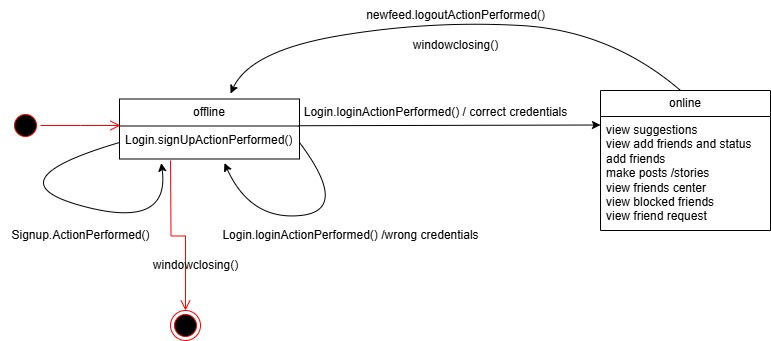 newfeed.logoutActionPerformed()
windowclosing()
offline
Login.signUpActionPerformed()
Login.loginActionPerformed() / correct credentials
online
view suggestions
view add friends and status
add friends
make posts /stories
view friends center
view blocked friends
view friend request
Signup.ActionPerformed()
Login.loginActionPerformed() /wrong credentials
windowclosing()